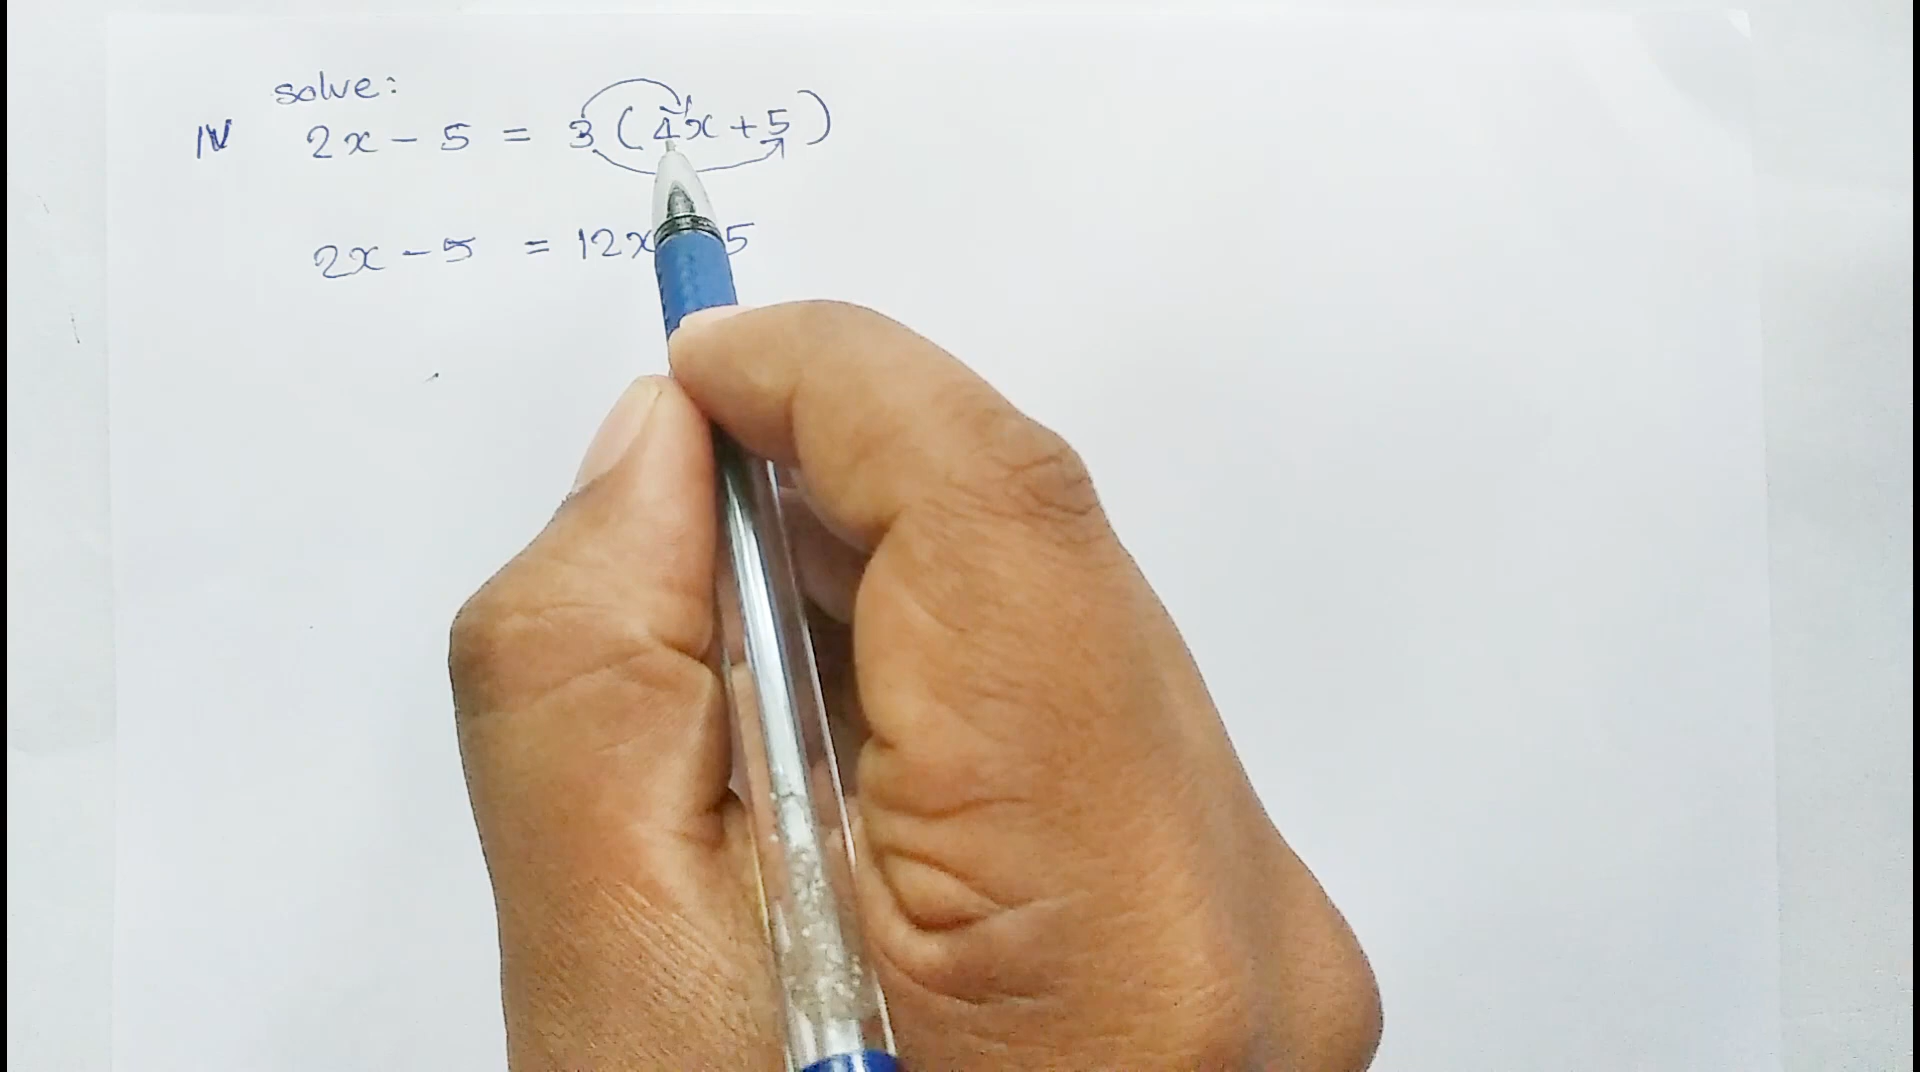 solve:
IV 2x - 5 = 3 (4x + 5)
2x - 5 = 12x 5